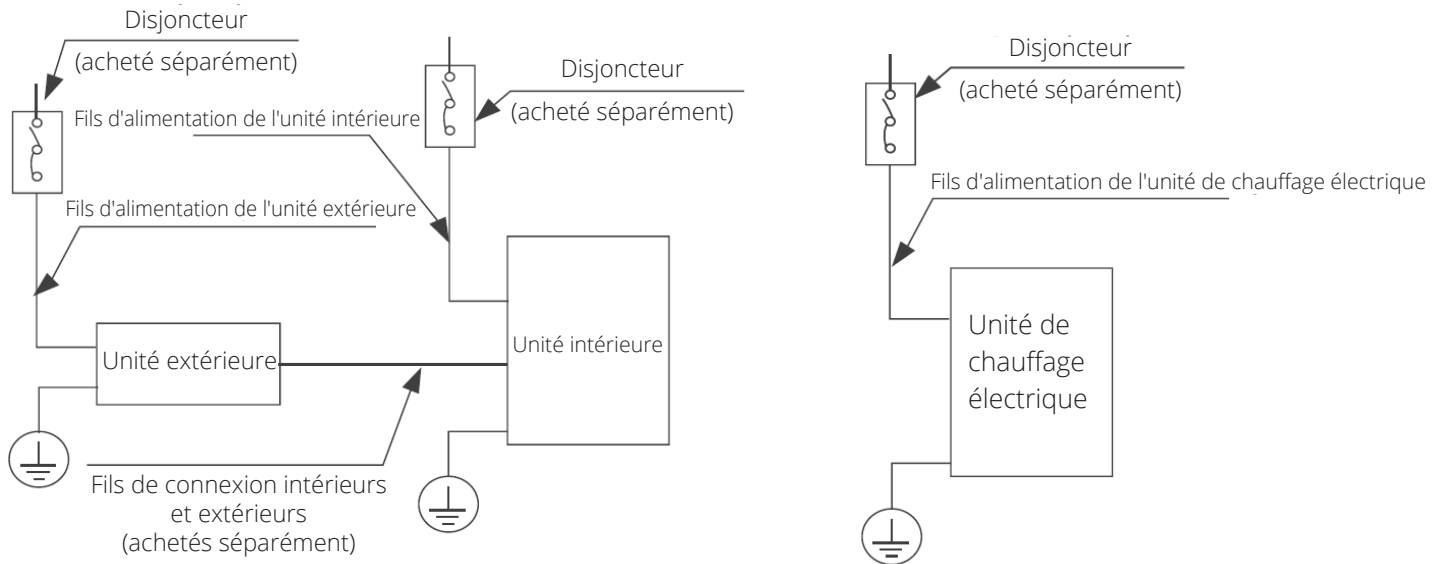 Disjoncteur
(acheté séparément)
Disjoncteur
(acheté séparément)
Fils d'alimentation de l'unité intérieure
Fils d'alimentation de l'unité extérieure
Unité extérieure
Unité intérieure
Fils de connexion intérieurs
et extérieurs
(achetés séparément)
Disjoncteur
(acheté séparément)
Fils d'alimentation de l'unité de chauffage électrique
Unité de
chauffage
électrique